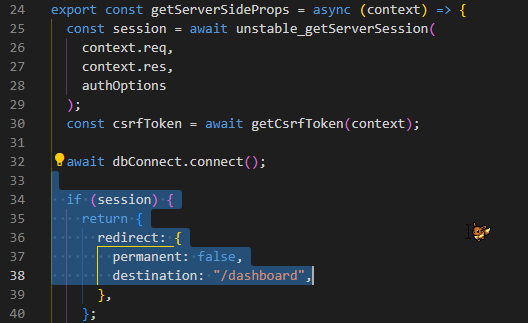 24 export const getServerSideProps = async (context) => {
25 const session = await unstable_getServerSession(
26 context.req,
27 context.res,
28 authOptions
29 );
30 const csrfToken = await getCsrfToken(context);
31
32 await dbConnect.connect();
33
34 if (session) {
35 return {
36 redirect: {
37 permanent: false,
38 destination: "/dashboard",
39 },
40 };